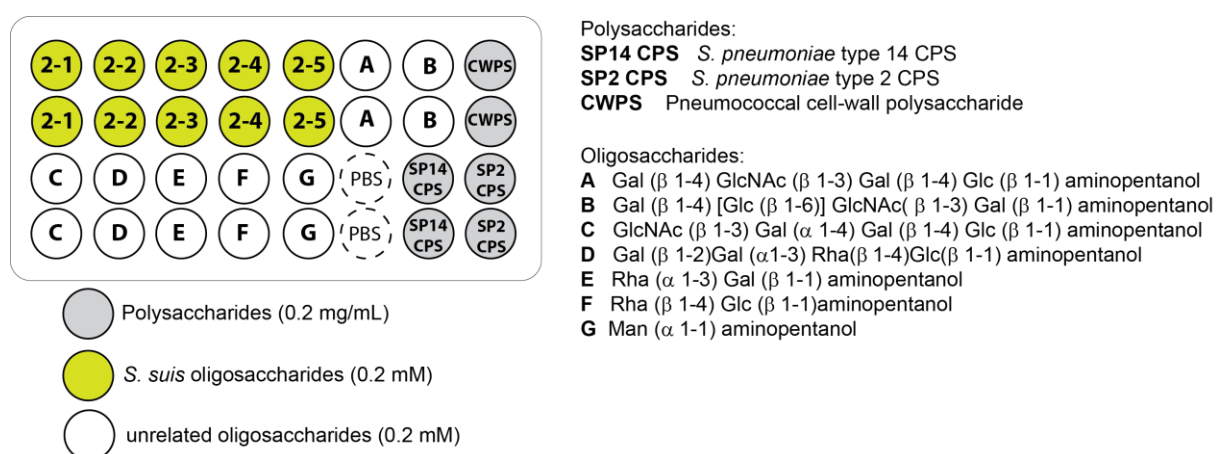 2-1 2-2 2-3 2-4 2-5 A B CWPS
2-1 2-2 2-3 2-4 2-5 A B CWPS
C D E F G PBS SP14 CPS SP2 CPS
C D E F G PBS SP14 CPS SP2 CPS
Polysaccharides (0.2 mg/mL)
S. suis oligosaccharides (0.2 mM)
unrelated oligosaccharides (0.2 mM)
Polysaccharides:
SP14 CPS S. pneumoniae type 14 CPS
SP2 CPS S. pneumoniae type 2 CPS
CWPS Pneumococcal cell-wall polysaccharide
Oligosaccharides:
A Gal (β 1-4) GlcNAc (β 1-3) Gal (β 1-4) Glc (β 1-1) aminopentanol
B Gal (β 1-4) [Glc (β 1-6)] GlcNAc( β 1-3) Gal (β 1-1) aminopentanol
C GlcNAc (β 1-3) Gal (α 1-4) Gal (β 1-4) Glc (β 1-1) aminopentanol
D Gal (β 1-2)Gal (α1-3) Rha(β 1-4)Glc(β 1-1) aminopentanol
E Rha (α 1-3) Gal (β 1-1) aminopentanol
F Rha (β 1-4) Glc (β 1-1)aminopentanol
G Man (α 1-1) aminopentanol